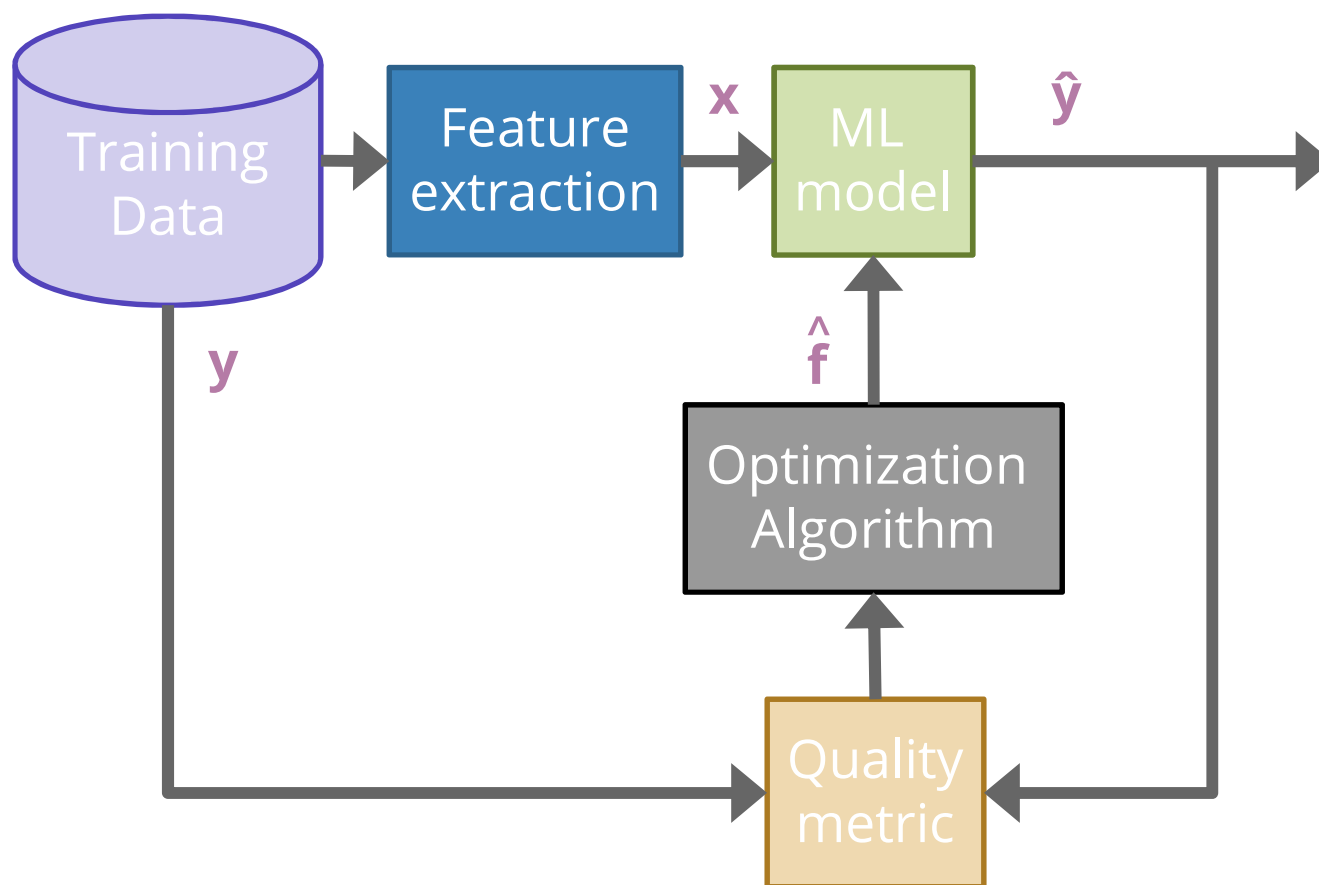 Training
Data
Feature
extraction
x
ML
model
ŷ
y
f̂
Optimization
Algorithm
Quality
metric